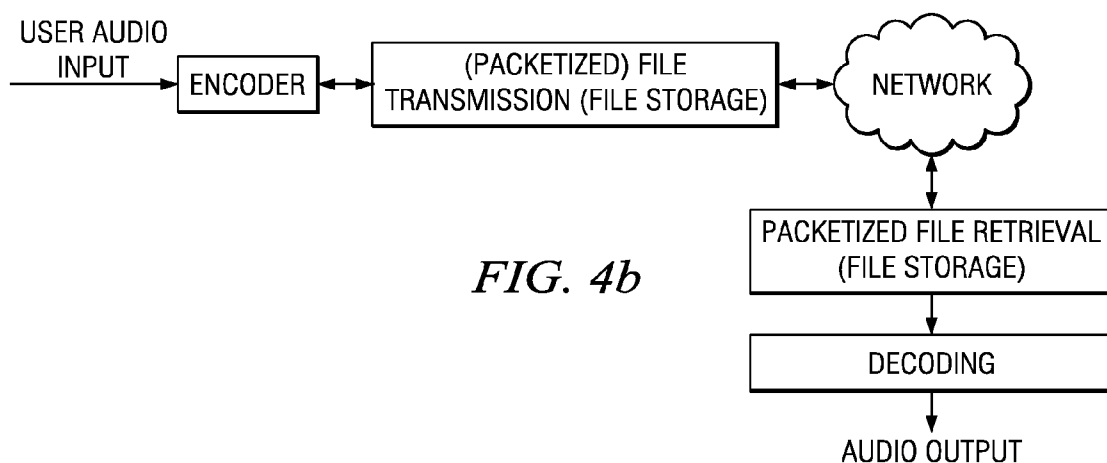 USER AUDIO
INPUT
ENCODER
(PACKETIZED) FILE
TRANSMISSION (FILE STORAGE)
NETWORK
PACKETIZED FILE RETRIEVAL
(FILE STORAGE)
FIG. 4b
DECODING
AUDIO OUTPUT